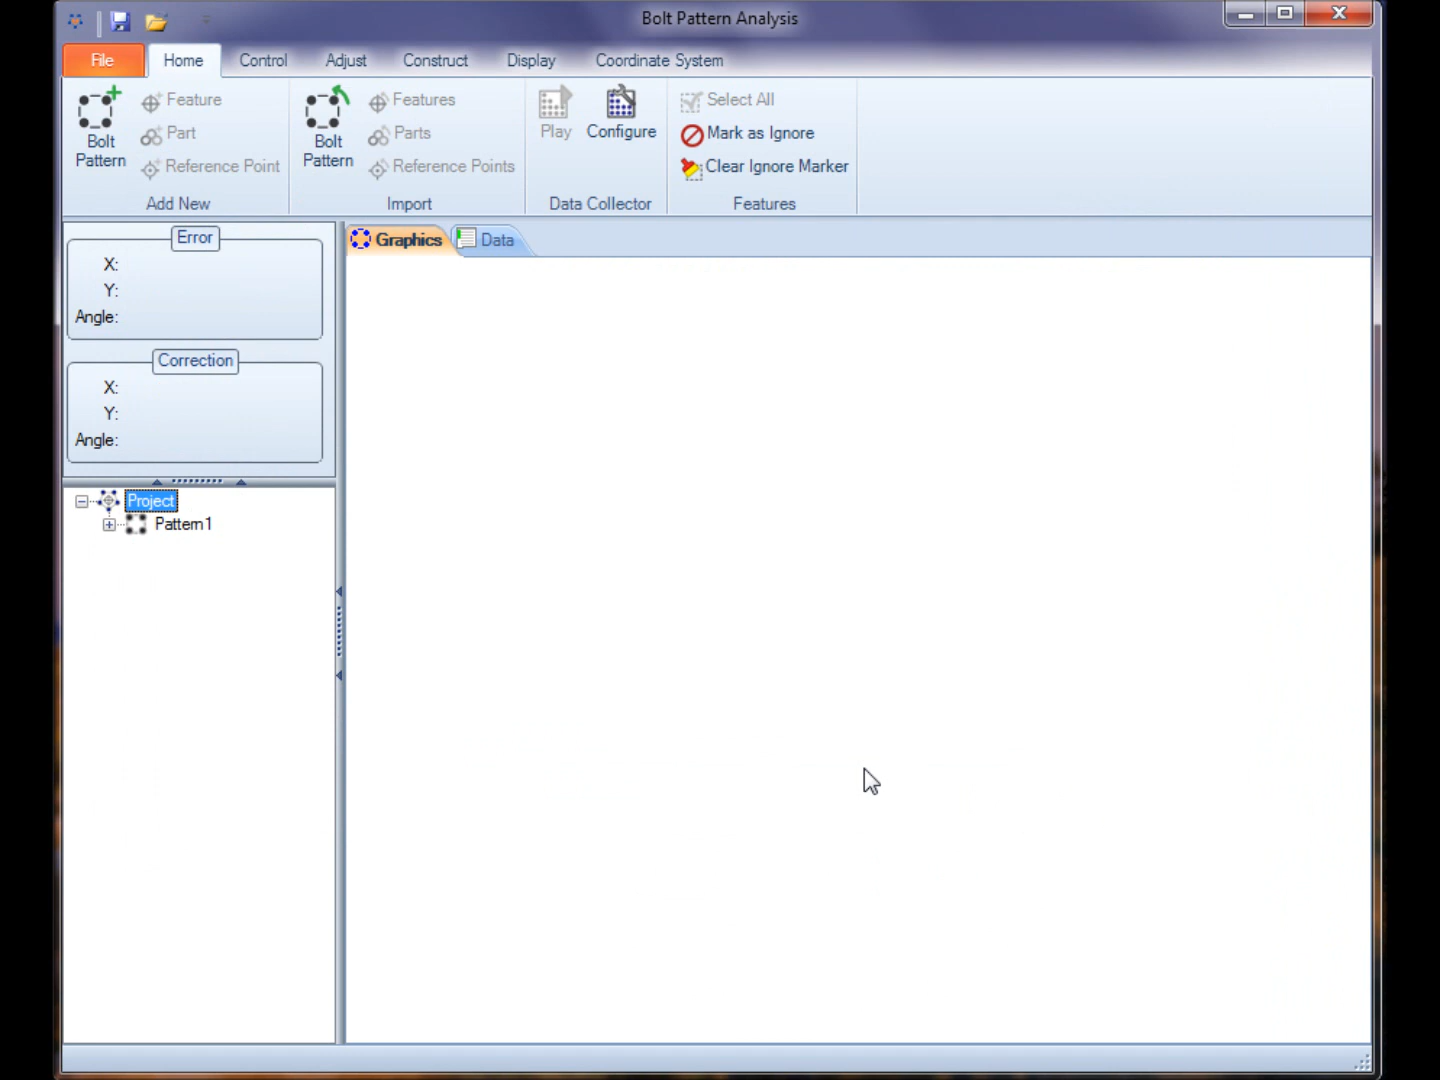 Bolt Pattern Analysis
File Home Control Adjust Construct Display Coordinate System
Bolt Pattern
Feature
Part
Reference Point
Add New
Bolt Pattern
Features
Parts
Reference Points
Import
Play
Configure
Data Collector
Select All
Mark as Ignore
Clear Ignore Marker
Features
Error
X:
Y:
Angle:
Correction
X:
Y:
Angle:
Project
Pattern1
Graphics
Data